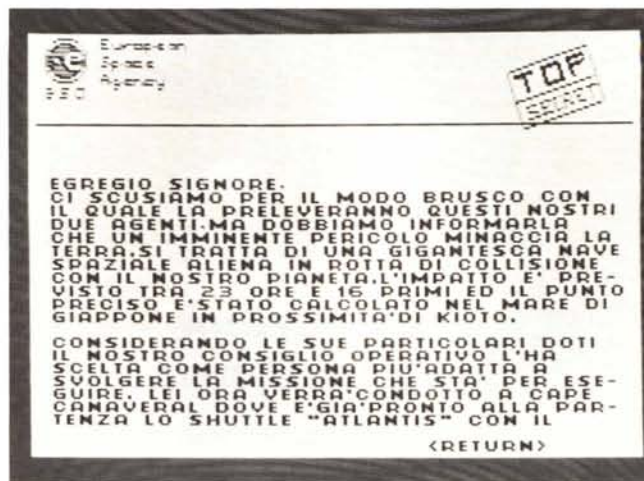 European
Space
Agency
TOP
SECRET
EGREGIO SIGNORE.
CI SCUSIAMO PER IL MODO BRUSCO CON
IL QUALE LA PRELEVERANNO QUESTI NOSTRI
DUE AGENTI.MA DOBBIAMO INFORMARLA
CHE UN IMMINENTE PERICOLO MINACCIA LA
TERRA.SI TRATTA DI UNA GIGANTESCA NAVE
SPAZIALE ALIENA IN ROTTA DI COLLISIONE
CON IL NOSTRO PIANETA.L'IMPATTO E' PRE-
VISTO TRA 23 ORE E 16 PRIMI ED IL PUNTO
PRECISO E'STATO CALCOLATO NEL MARE DI
GIAPPONE IN PROSSIMITA'DI KIOTO.
CONSIDERANDO LE SUE PARTICOLARI DOTI
IL NOSTRO CONSIGLIO OPERATIVO L'HA
SCELTA COME PERSONA PIU'ADATTA A
SVOLGERE LA MISSIONE CHE STA' PER ESE-
GUIRE. LEI ORA VERRA'CONDOTTO A CAPE
CANAVERAL DOVE E'GIA'PRONTO ALLA PAR-
TENZA LO SHUTTLE "ATLANTIS" CON IL
<RETURN>